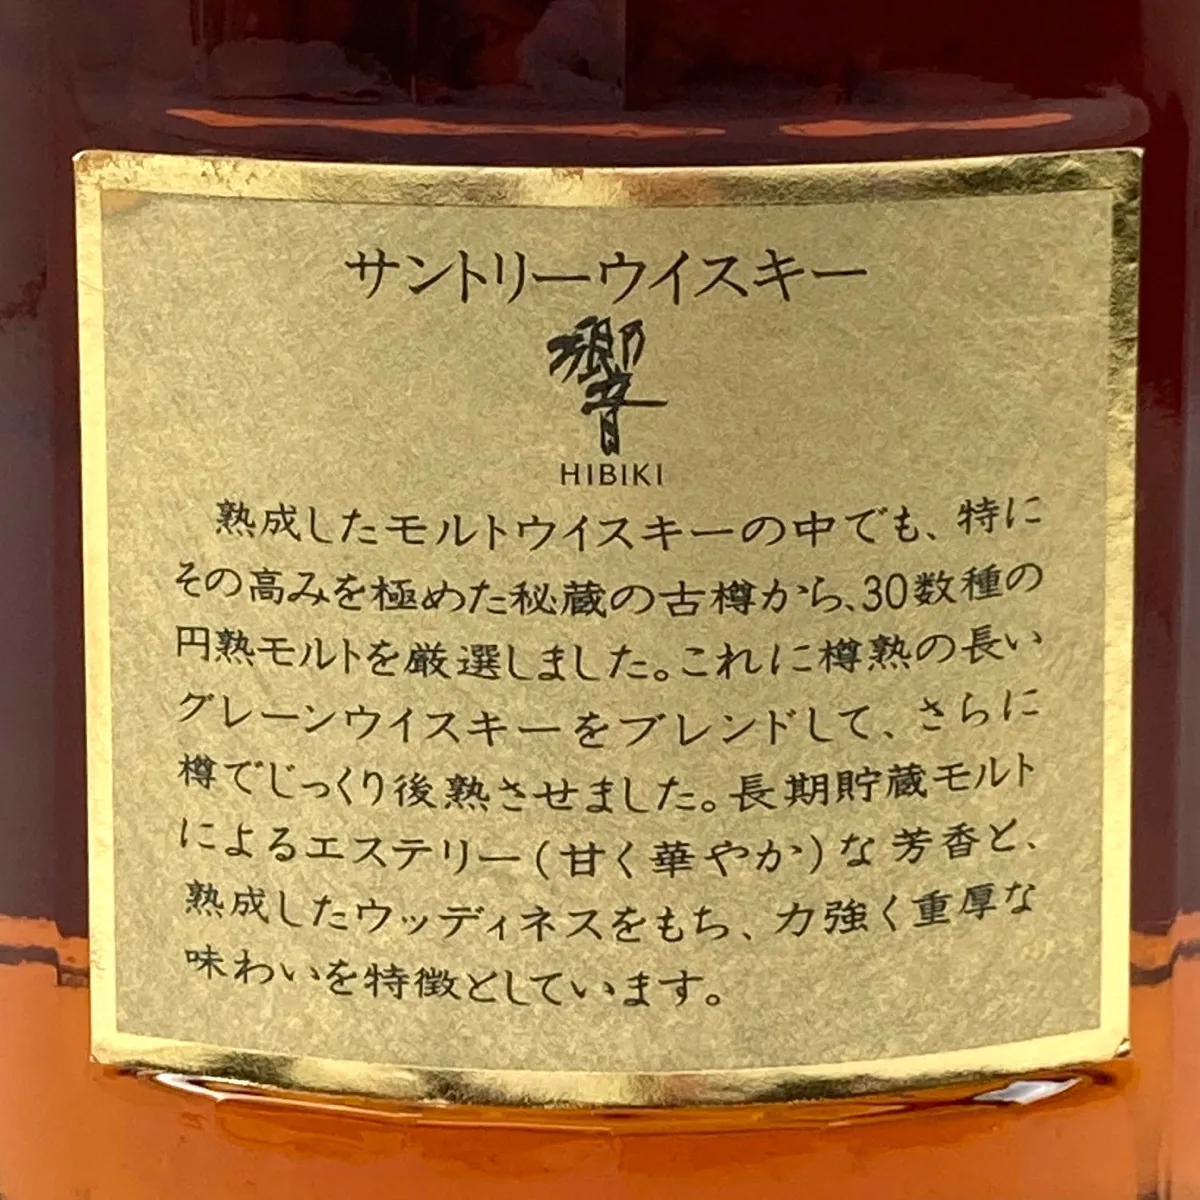 サントリーウイスキー
響
HIBIKI
熟成したモルトウイスキーの中でも、特に
その高みを極めた秘蔵の古樽から、30数種の
円熟モルトを厳選しました。これに樽熟の長い
グレーンウイスキーをブレンドして、さらに
樽でじっくり後熟させました。長期貯蔵モルト
によるエステリー(甘く華やか)な芳香と、
熟成したウッディネスをもち、力強く重厚な
味わいを特徴としています。